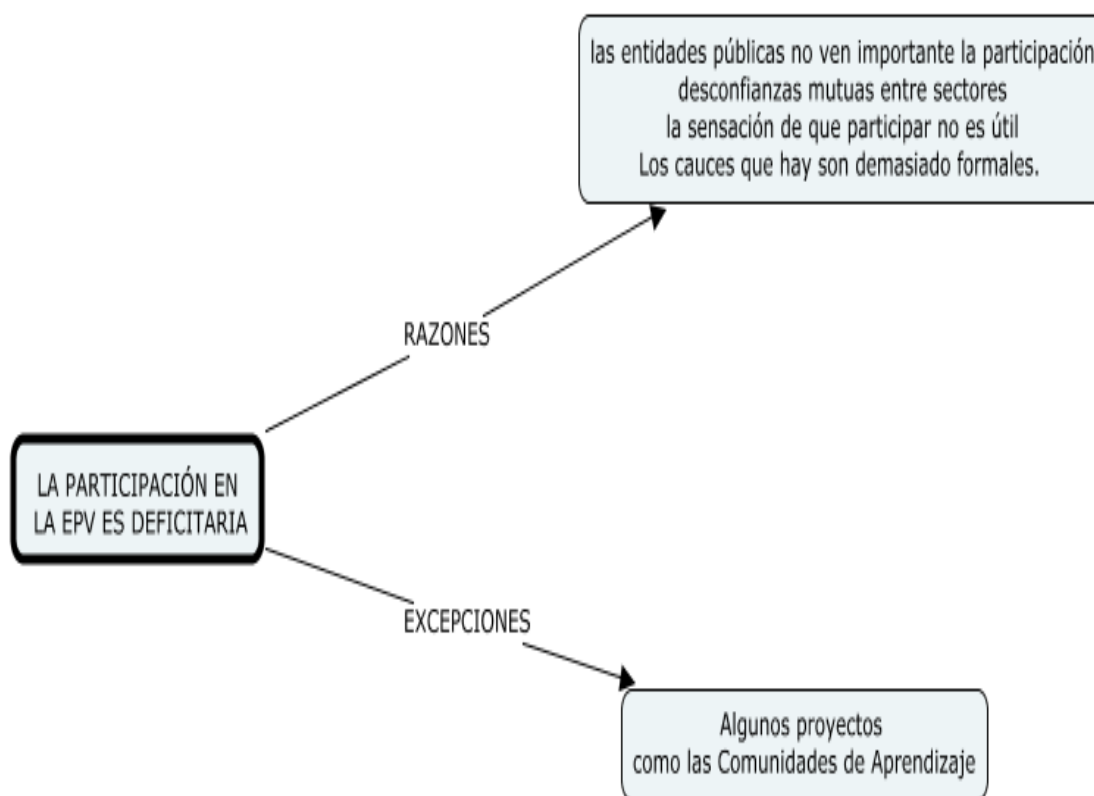 las entidades públicas no ven importante la participación
desconfianzas mutuas entre sectores
la sensación de que participar no es útil
Los cauces que hay son demasiado formales.
RAZONES
LA PARTICIPACIÓN EN
LA EPV ES DEFICITARIA
EXCEPCIONES
Algunos proyectos
como las Comunidades de Aprendizaje